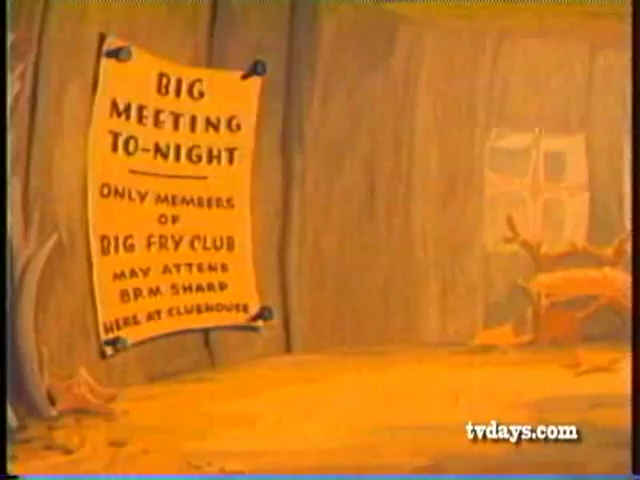 BIG
MEETING
TO-NIGHT
ONLY MEMBERS
OF
BIG FRY CLUB
MAY ATTEND
8 P.M. SHARP
HERE AT CLUBHOUSE
tvdays.com